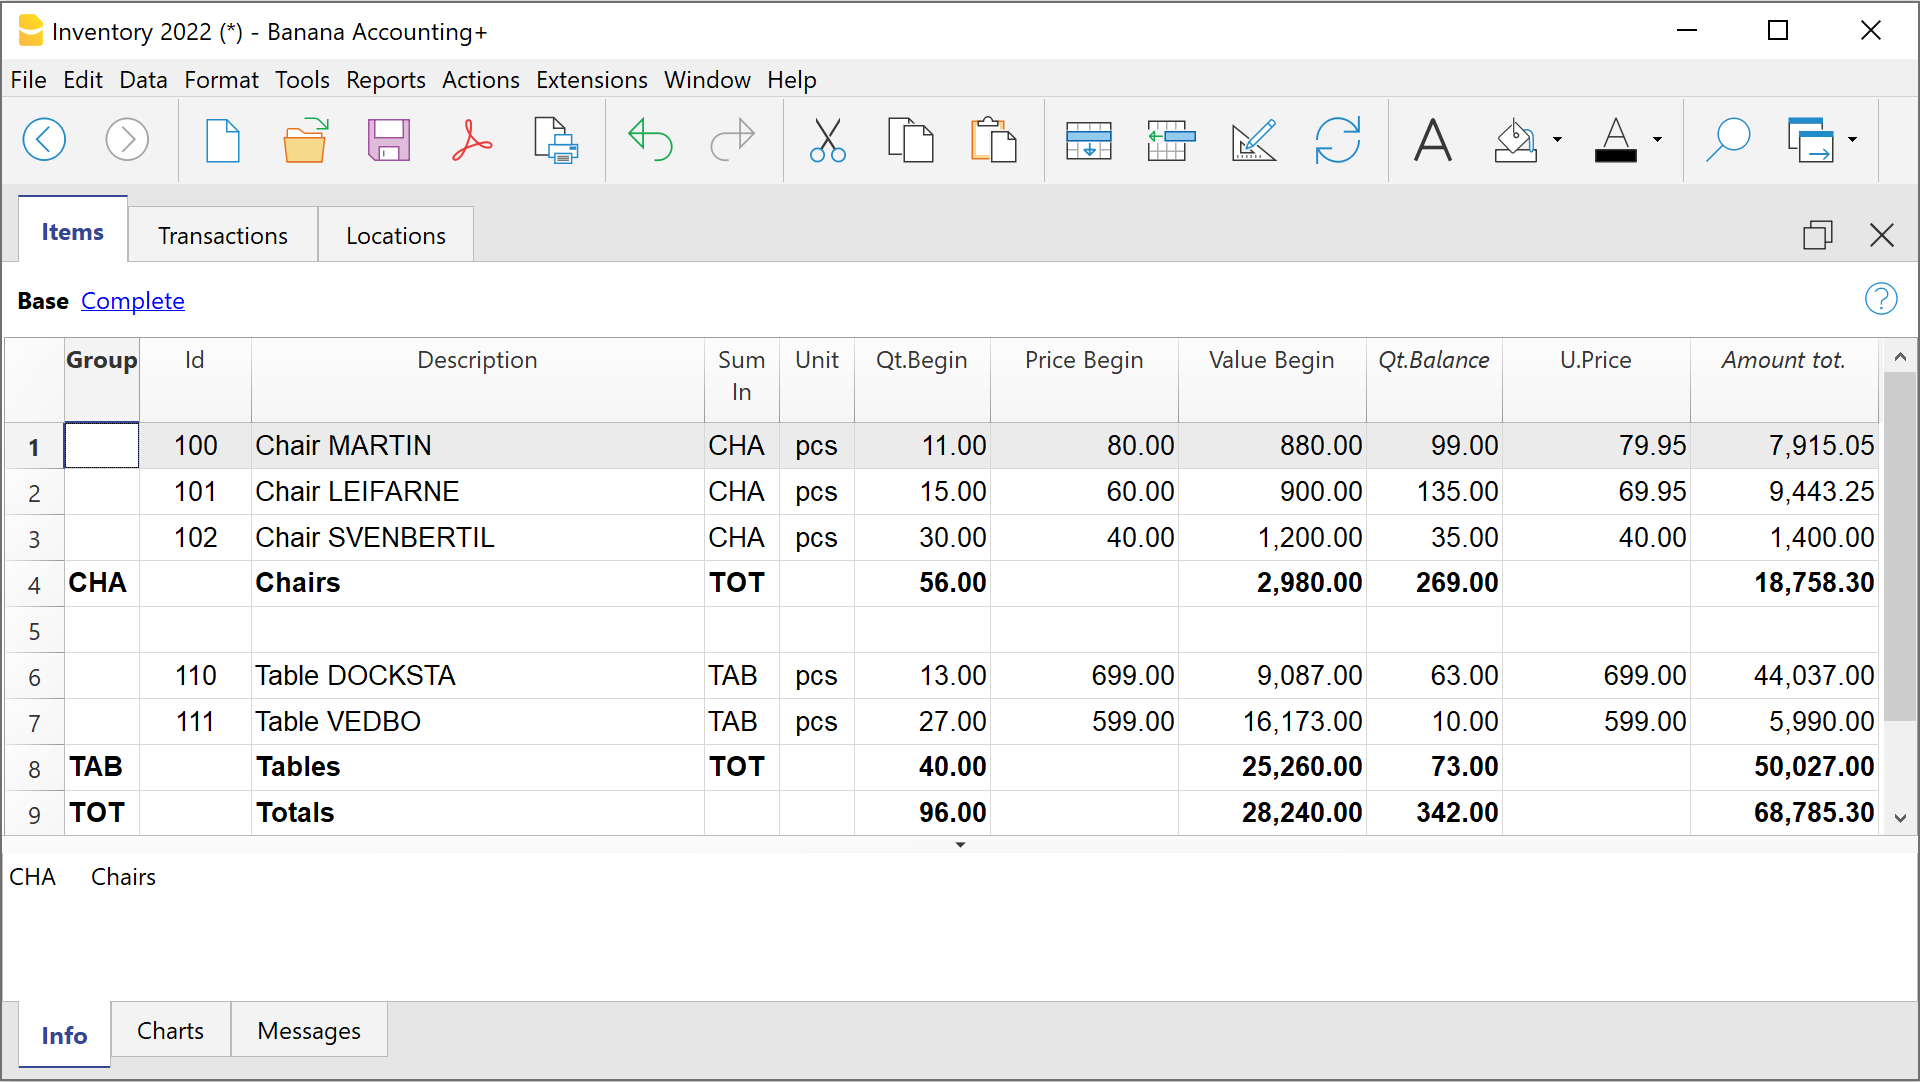 Inventory 2022 (*) - Banana Accounting+
File Edit Data Format Tools Reports Actions Extensions Window Help
Items Transactions Locations
Base Complete
Group Id Description Sum In Unit Qt.Begin Price Begin Value Begin Qt.Balance U.Price Amount tot.
1 100 Chair MARTIN CHA pcs 11.00 80.00 880.00 99.00 79.95 7,915.05
2 101 Chair LEIFARNE CHA pcs 15.00 60.00 900.00 135.00 69.95 9,443.25
3 102 Chair SVENBERTIL CHA pcs 30.00 40.00 1,200.00 35.00 40.00 1,400.00
4 CHA Chairs TOT 56.00 2,980.00 269.00 18,758.30
5
6 110 Table DOCKSTA TAB pcs 13.00 699.00 9,087.00 63.00 699.00 44,037.00
7 111 Table VEDBO TAB pcs 27.00 599.00 16,173.00 10.00 599.00 5,990.00
8 TAB Tables TOT 40.00 25,260.00 73.00 50,027.00
9 TOT Totals 96.00 28,240.00 342.00 68,785.30
CHA Chairs
Info Charts Messages